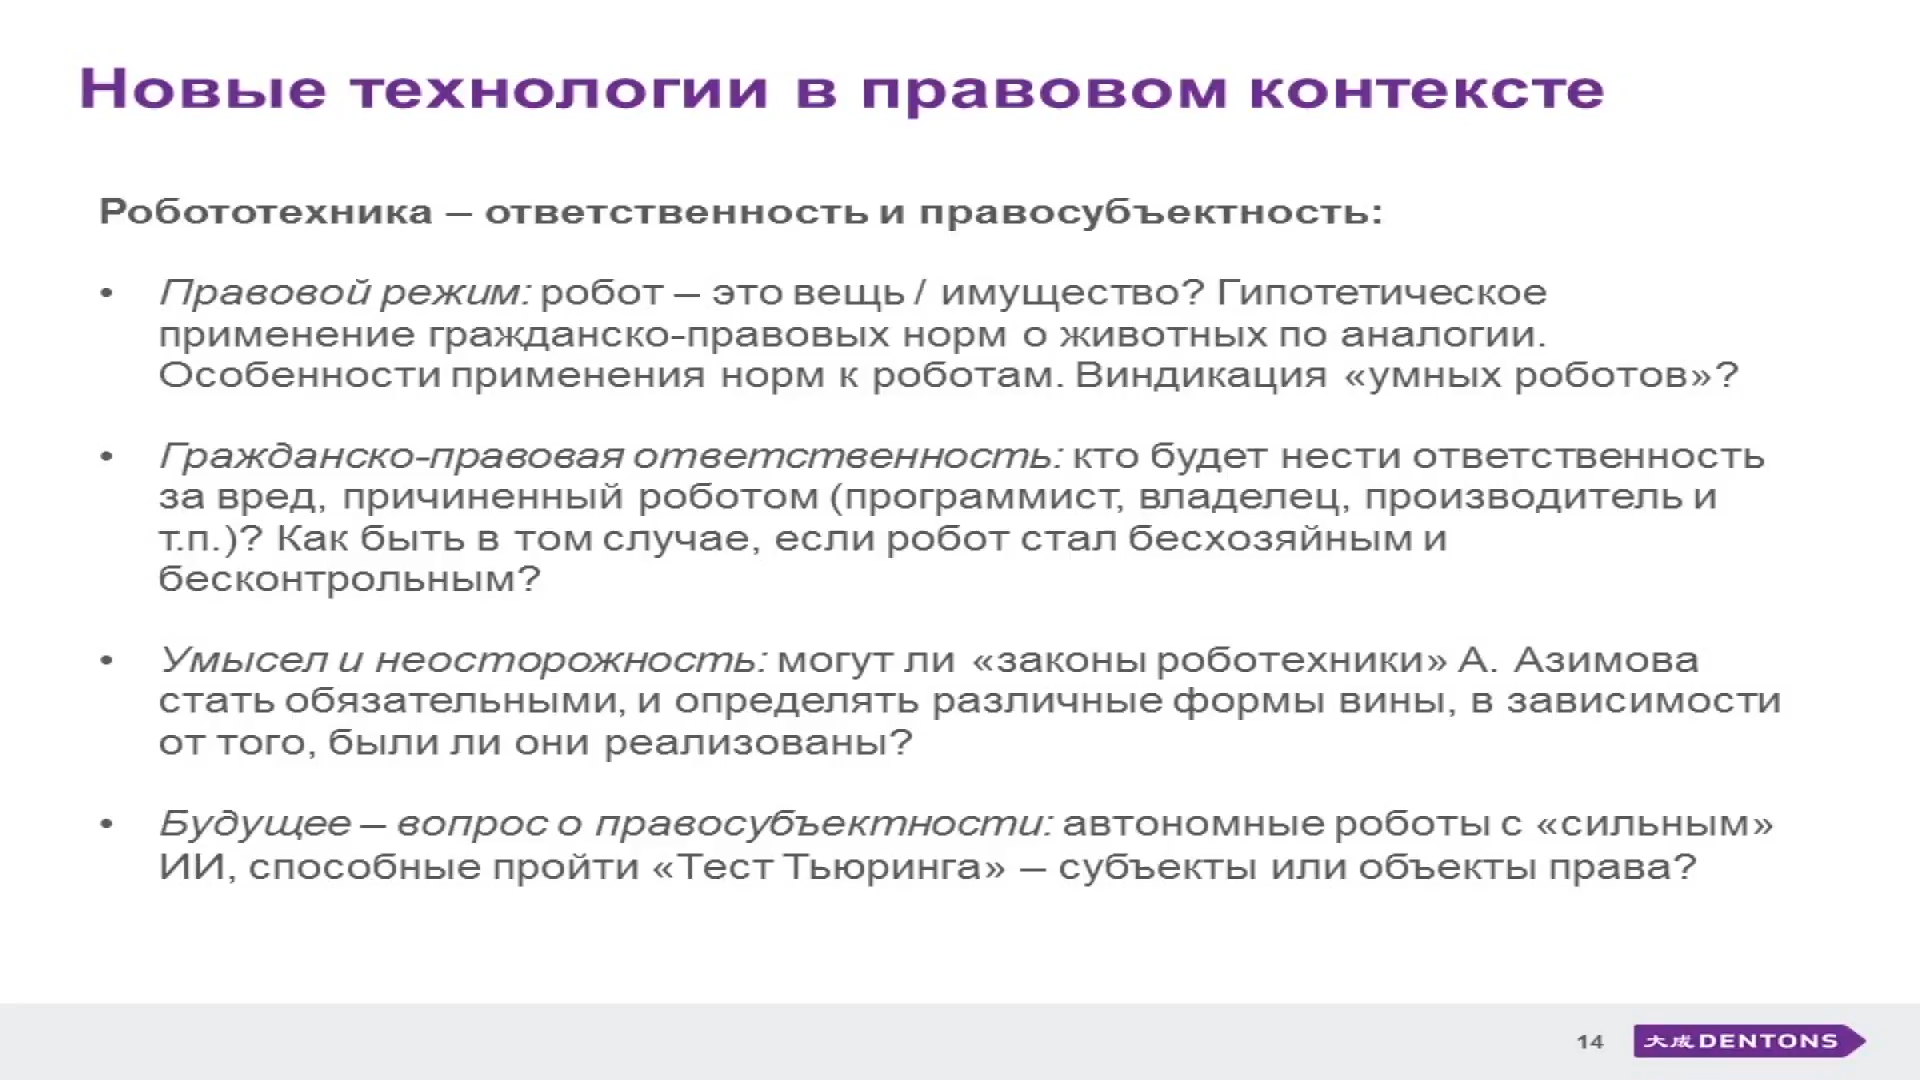 Новые технологии в правовом контексте
Робототехника – ответственность и правосубъектность:
• Правовой режим: робот – это вещь / имущество? Гипотетическое
применение гражданско-правовых норм о животных по аналогии.
Особенности применения норм к роботам. Виндикация «умных роботов»?
• Гражданско-правовая ответственность: кто будет нести ответственность
за вред, причиненный роботом (программист, владелец, производитель и
т.п.)? Как быть в том случае, если робот стал бесхозяйным и
бесконтрольным?
• Умысел и неосторожность: могут ли «законы роботехники» А. Азимова
стать обязательными, и определять различные формы вины, в зависимости
от того, были ли они реализованы?
• Будущее – вопрос о правосубъектности: автономные роботы с «сильным»
ИИ, способные пройти «Тест Тьюринга» – субъекты или объекты права?
14
大成 DENTONS